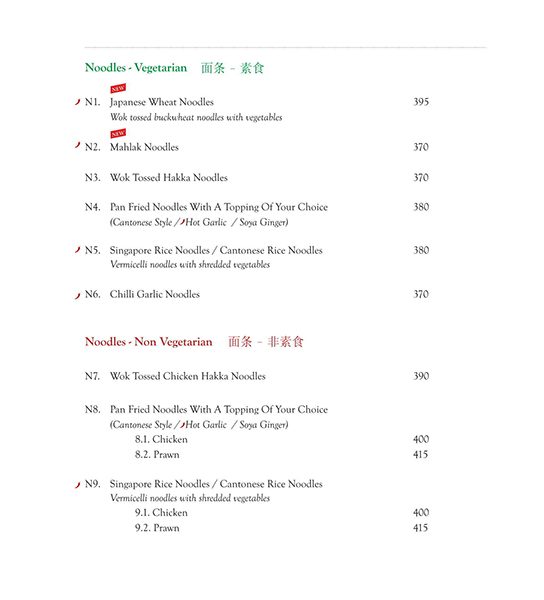 Noodles - Vegetarian 面条 - 素食
NEW
N1. Japanese Wheat Noodles 395
Wok tossed buckwheat noodles with vegetables
NEW
N2. Mahlak Noodles 370
N3. Wok Tossed Hakka Noodles 370
N4. Pan Fried Noodles With A Topping Of Your Choice 380
(Cantonese Style / Hot Garlic / Soya Ginger)
N5. Singapore Rice Noodles / Cantonese Rice Noodles 380
Vermicelli noodles with shredded vegetables
N6. Chilli Garlic Noodles 370
Noodles - Non Vegetarian 面条 - 非素食
N7. Wok Tossed Chicken Hakka Noodles 390
N8. Pan Fried Noodles With A Topping Of Your Choice
(Cantonese Style / Hot Garlic / Soya Ginger)
8.1. Chicken 400
8.2. Prawn 415
N9. Singapore Rice Noodles / Cantonese Rice Noodles
Vermicelli noodles with shredded vegetables
9.1. Chicken 400
9.2. Prawn 415